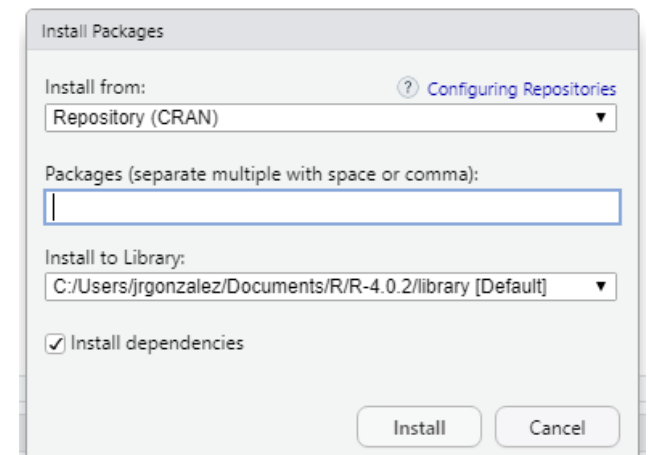 Install Packages
Install from:
? Configuring Repositories
Repository (CRAN)
Packages (separate multiple with space or comma):
Install to Library:
C:/Users/jrgonzalez/Documents/R/R-4.0.2/library [Default]
Install dependencies
Install
Cancel